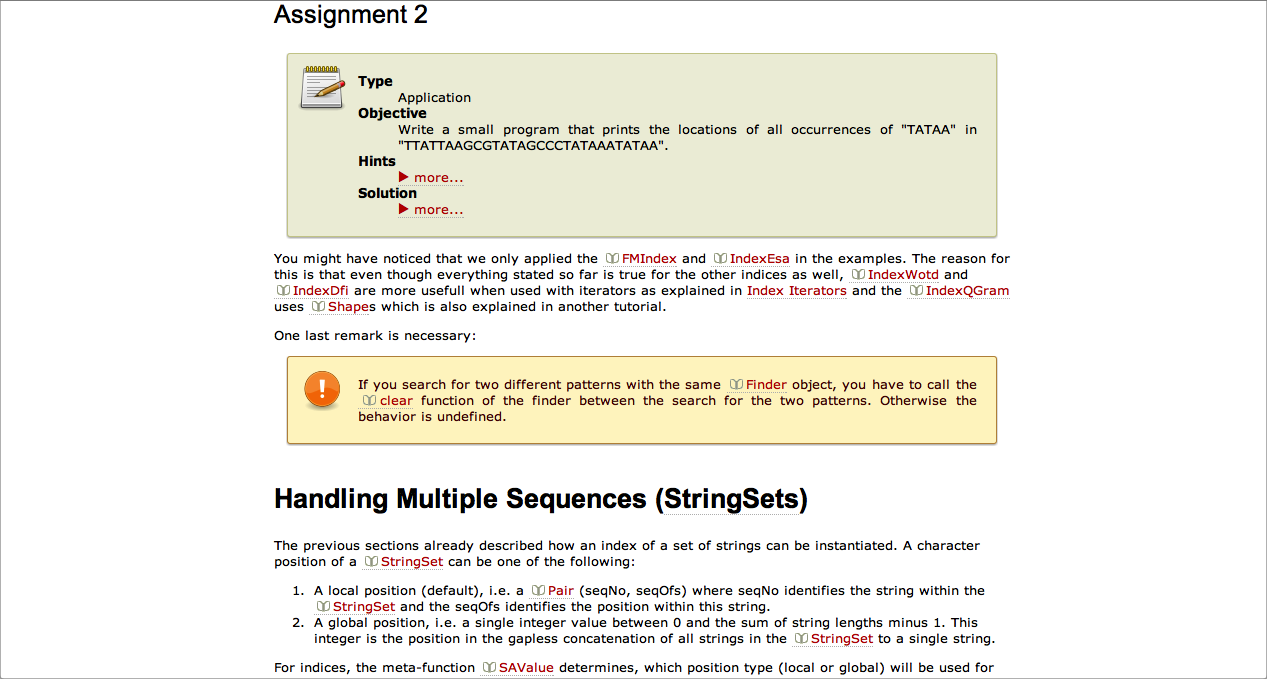 Assignment 2
Type
Application
Objective
Write a small program that prints the locations of all occurrences of "TATAA" in
"TTATTAAGCGTATAGCCCTATAAATATAA".
Hints
more...
Solution
more...
You might have noticed that we only applied the FMIndex and IndexEsa in the examples. The reason for
this is that even though everything stated so far is true for the other indices as well, IndexWotd and
IndexDfi are more usefull when used with iterators as explained in Index Iterators and the IndexQGram
uses Shapes which is also explained in another tutorial.
One last remark is necessary:
If you search for two different patterns with the same Finder object, you have to call the
clear function of the finder between the search for the two patterns. Otherwise the
behavior is undefined.
Handling Multiple Sequences (StringSets)
The previous sections already described how an index of a set of strings can be instantiated. A character
position of a StringSet can be one of the following:
1. A local position (default), i.e. a Pair (seqNo, seqOfs) where seqNo identifies the string within the
StringSet and the seqOfs identifies the position within this string.
2. A global position, i.e. a single integer value between 0 and the sum of string lengths minus 1. This
integer is the position in the gapless concatenation of all strings in the StringSet to a single string.
For indices, the meta-function SAValue determines, which position type (local or global) will be used for